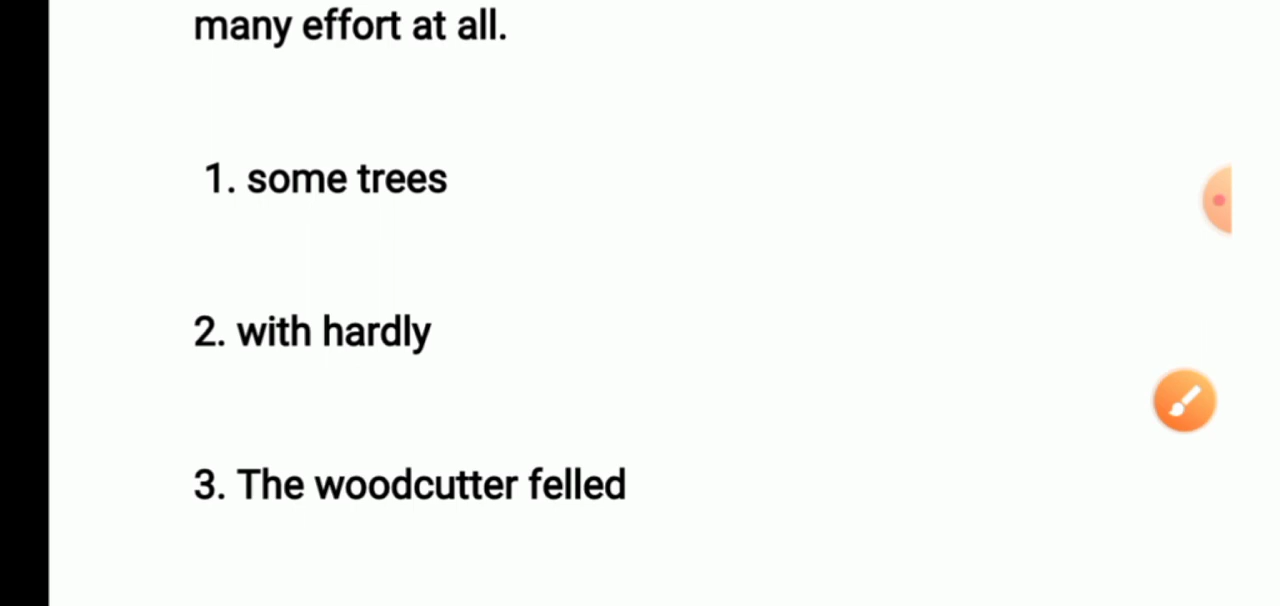 many effort at all.
1. some trees
2. with hardly
3. The woodcutter felled